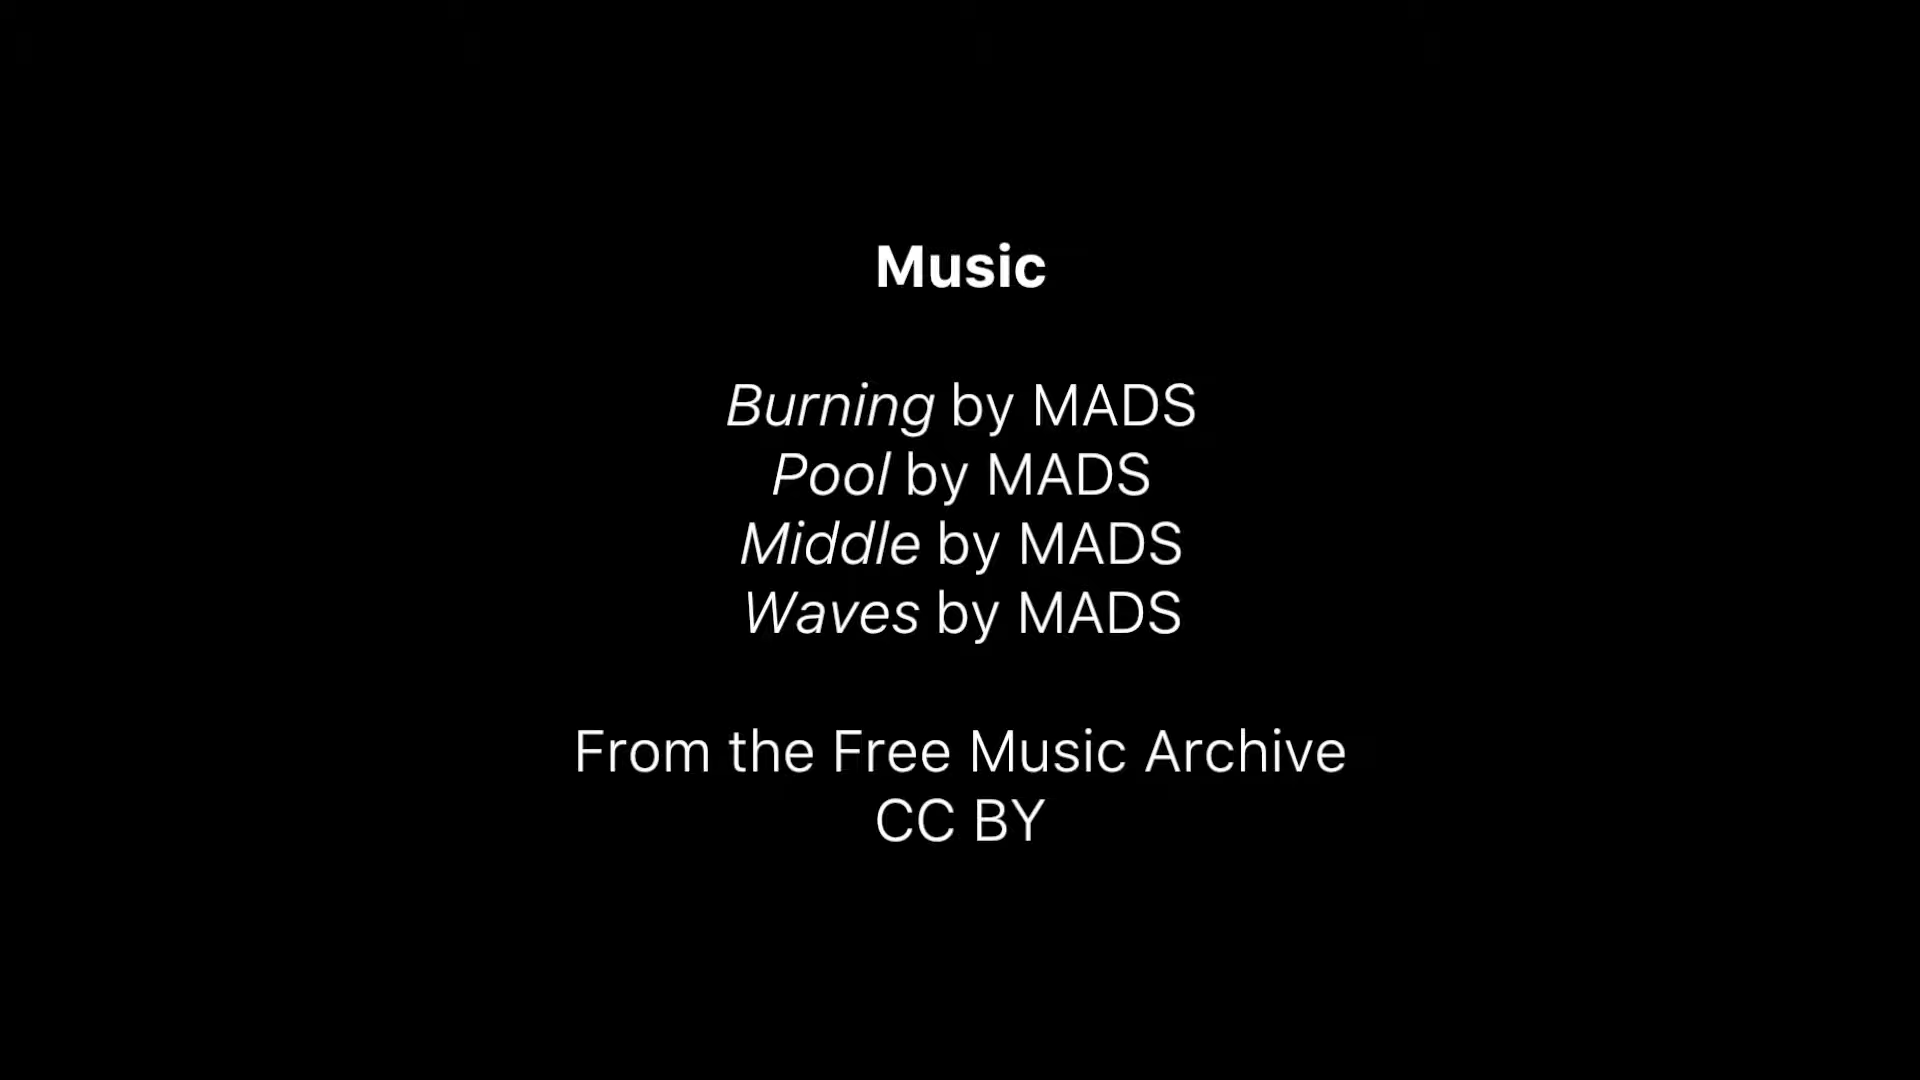 Music
Burning by MADS
Pool by MADS
Middle by MADS
Waves by MADS
From the Free Music Archive
CC BY